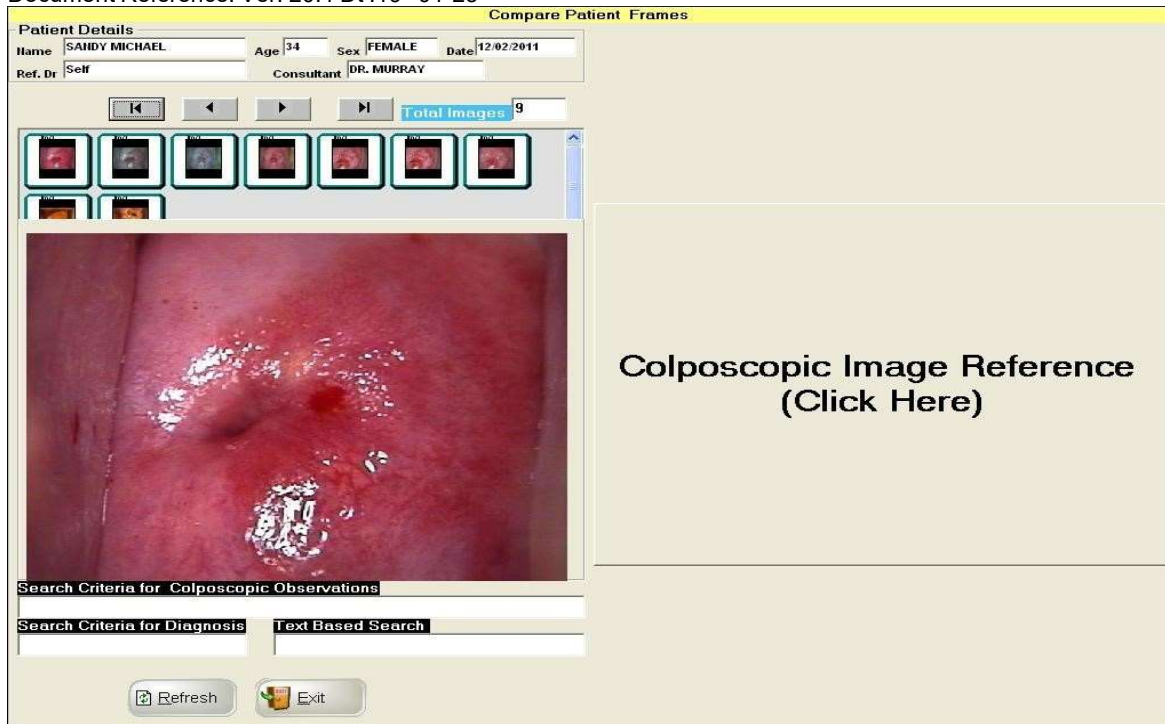 Compare Patient Frames
Patient Details
Name SANDY MICHAEL Age 34 Sex FEMALE Date 12/02/2011
Ref. Dr Self Consultant DR. MURRAY
Total Images 9
Colposcopic Image Reference
(Click Here)
Search Criteria for Colposcopic Observations
Search Criteria for Diagnosis Text Based Search
Refresh Exit